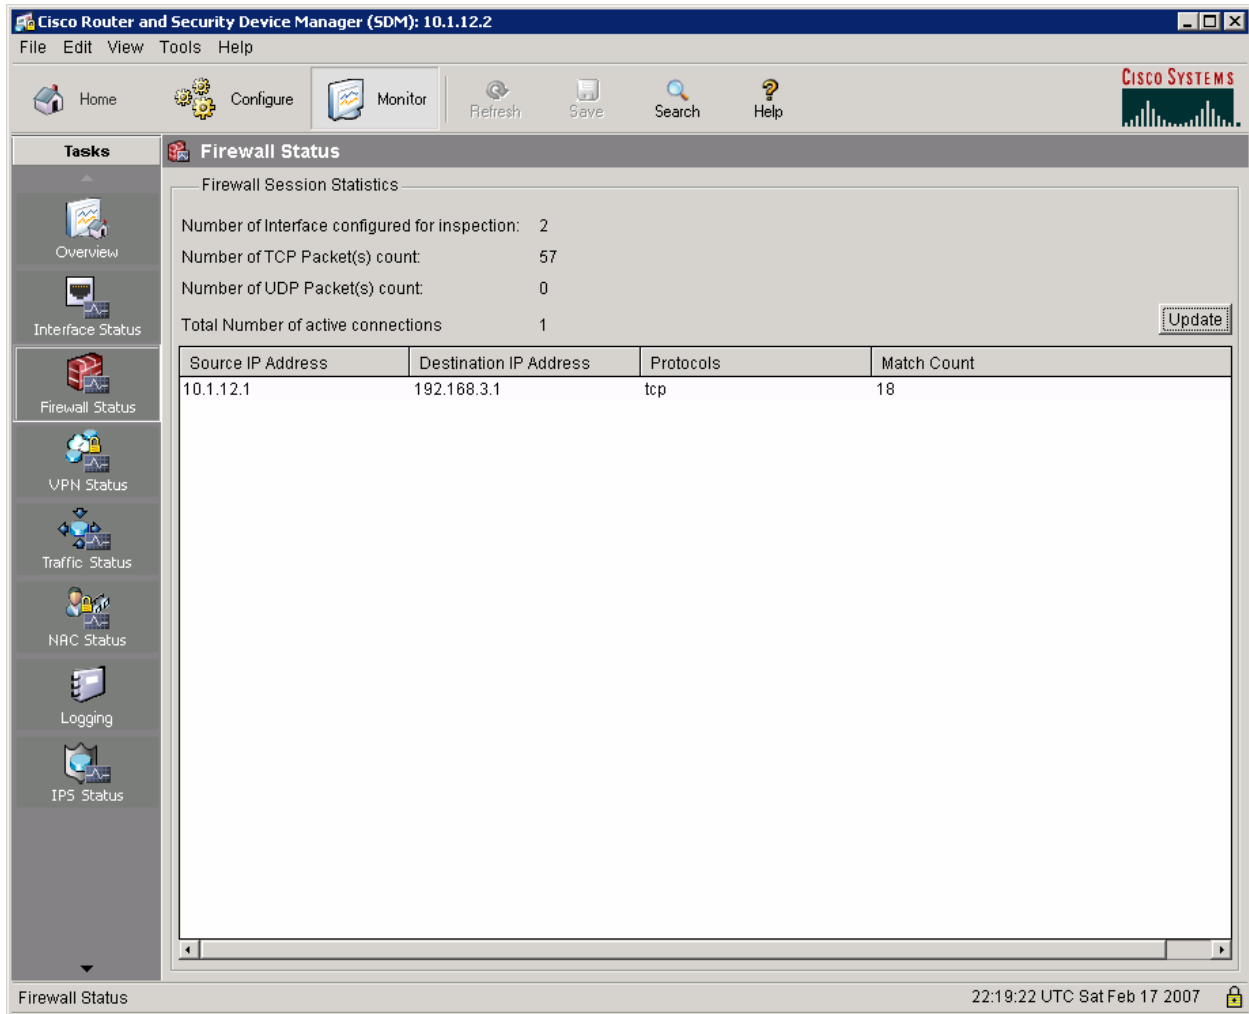 Cisco Router and Security Device Manager (SDM): 10.1.12.2
File Edit View Tools Help
Home Configure Monitor Refresh Save Search Help
CISCO SYSTEMS
Tasks
Firewall Status
Overview
Interface Status
Firewall Status
VPN Status
Traffic Status
NAC Status
Logging
IPS Status
Firewall Session Statistics
Number of Interface configured for inspection: 2
Number of TCP Packet(s) count: 57
Number of UDP Packet(s) count: 0
Total Number of active connections 1
Update
Source IP Address Destination IP Address Protocols Match Count
10.1.12.1 192.168.3.1 tcp 18
Firewall Status 22:19:22 UTC Sat Feb 17 2007